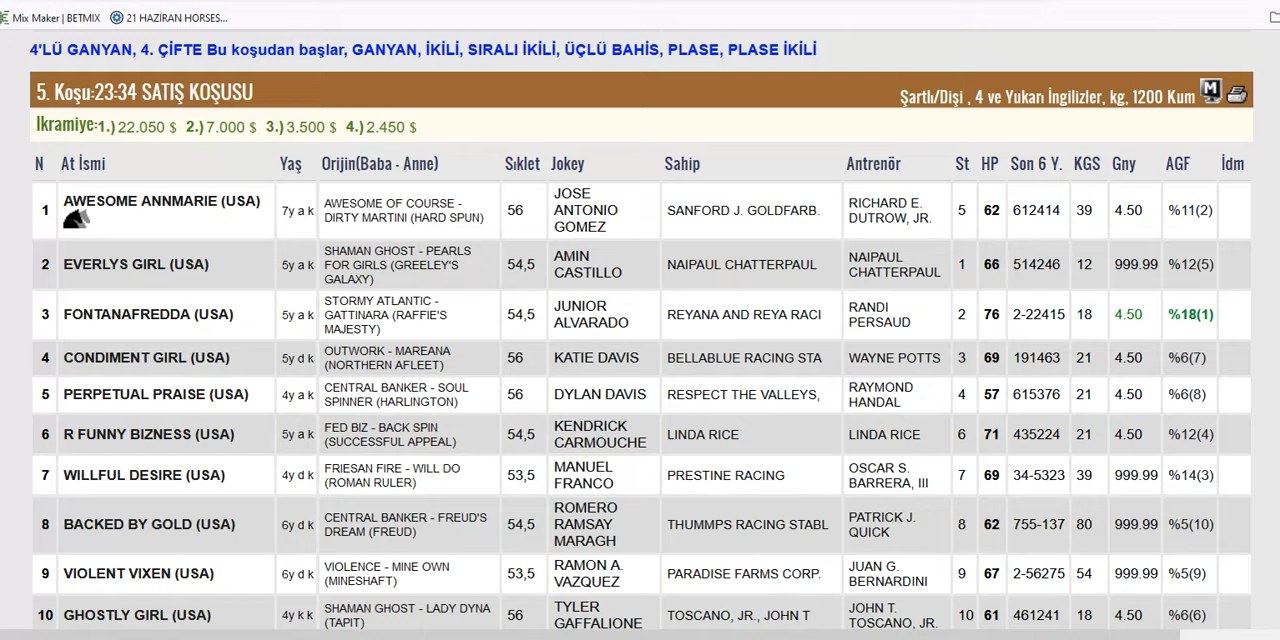 Mix Maker | BETMIX 21 HAZİRAN HORSES...
4'LÜ GANYAN, 4. ÇİFTE Bu koşudan başlar, GANYAN, İKİLİ, SIRALI İKİLİ, ÜÇLÜ BAHİS, PLASE, PLASE İKİLİ
5. Koşu:23:34 SATIŞ KOŞUSU
Şartlı/Dişi , 4 ve Yukarı İngilizler, kg, 1200 Kum M
İkramiye:1.) 22.050 $ 2.) 7.000 $ 3.) 3.500 $ 4.) 2.450 $
N At İsmi Yaş Orijin(Baba - Anne) Sıklet Jokey Sahip Antrenör St HP Son 6 Y. KGS Gny AGF İdm
1 AWESOME ANNMARIE (USA) 7y a k AWESOME OF COURSE - DIRTY MARTINI (HARD SPUN) 56 JOSE ANTONIO GOMEZ SANFORD J. GOLDFARB. RICHARD E. DUTROW, JR. 5 62 612414 39 4.50 %11(2)
2 EVERLYS GIRL (USA) 5y a k SHAMAN GHOST - PEARLS FOR GIRLS (GREELEY'S GALAXY) 54,5 AMIN CASTILLO NAIPAUL CHATTERPAUL NAIPAUL CHATTERPAUL 1 66 514246 12 999.99 %12(5)
3 FONTANAFREDDA (USA) 5y a k STORMY ATLANTIC - GATTINARA (RAFFIE'S MAJESTY) 54,5 JUNIOR ALVARADO REYANA AND REYA RACI RANDI PERSAUD 2 76 2-22415 18 4.50 %18(1)
4 CONDIMENT GIRL (USA) 5y d k OUTWORK - MAREANA (NORTHERN AFLEET) 56 KATIE DAVIS BELLABLUE RACING STA WAYNE POTTS 3 69 191463 21 4.50 %6(7)
5 PERPETUAL PRAISE (USA) 4y a k CENTRAL BANKER - SOUL SPINNER (HARLINGTON) 56 DYLAN DAVIS RESPECT THE VALLEYS, RAYMOND HANDAL 4 57 615376 21 4.50 %6(8)
6 R FUNNY BIZNESS (USA) 5y a k FED BIZ - BACK SPIN (SUCCESSFUL APPEAL) 54,5 KENDRICK CARMOUCHE LINDA RICE LINDA RICE 6 71 435224 21 4.50 %12(4)
7 WILLFUL DESIRE (USA) 4y d k FRIESAN FIRE - WILL DO (ROMAN RULER) 53,5 MANUEL FRANCO PRESTINE RACING OSCAR S. BARRERA, III 7 69 34-5323 39 999.99 %14(3)
8 BACKED BY GOLD (USA) 6y d k CENTRAL BANKER - FREUD'S DREAM (FREUD) 54,5 ROMERO RAMSAY MARAGH THUMMPS RACING STABL PATRICK J. QUICK 8 62 755-137 80 999.99 %5(10)
9 VIOLENT VIXEN (USA) 6y d k VIOLENCE - MINE OWN (MINESHAFT) 53,5 RAMON A. VAZQUEZ PARADISE FARMS CORP. JUAN G. BERNARDINI 9 67 2-56275 54 999.99 %5(9)
10 GHOSTLY GIRL (USA) 4y k k SHAMAN GHOST - LADY DYNA (TAPIT) 56 TYLER GAFFALIONE TOSCANO, JR., JOHN T JOHN T. TOSCANO, JR. 10 61 461241 18 4.50 %6(6)